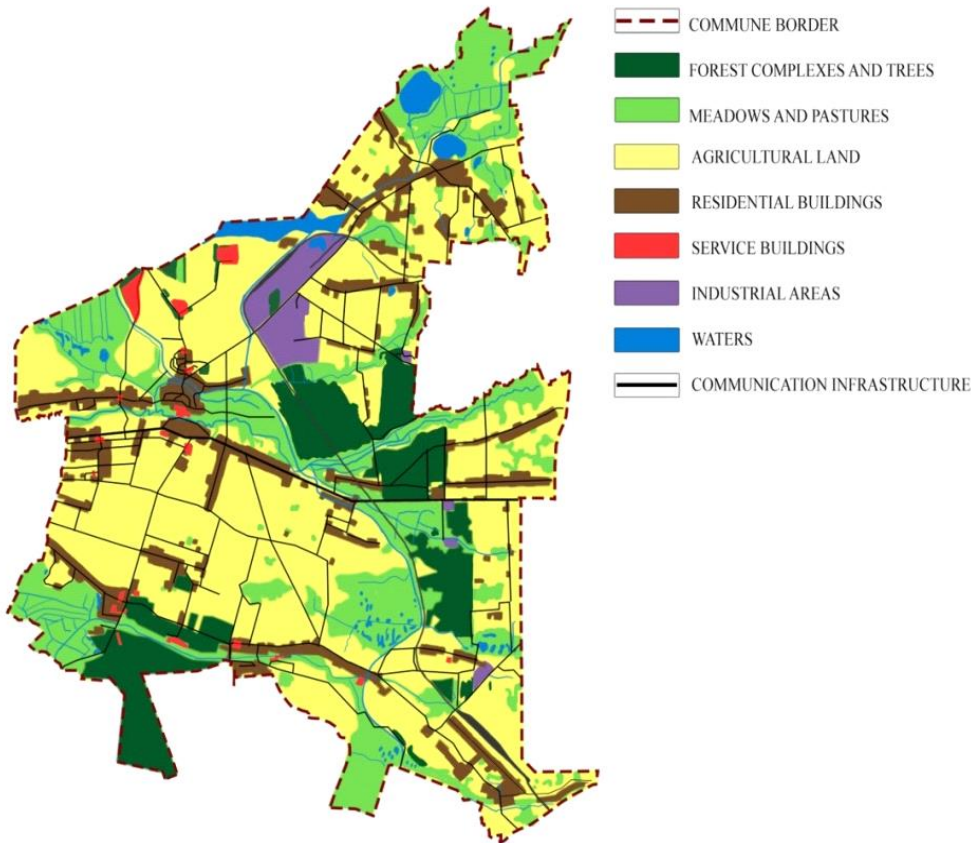 COMMUNE BORDER
FOREST COMPLEXES AND TREES
MEADOWS AND PASTURES
AGRICULTURAL LAND
RESIDENTIAL BUILDINGS
SERVICE BUILDINGS
INDUSTRIAL AREAS
WATERS
COMMUNICATION INFRASTRUCTURE